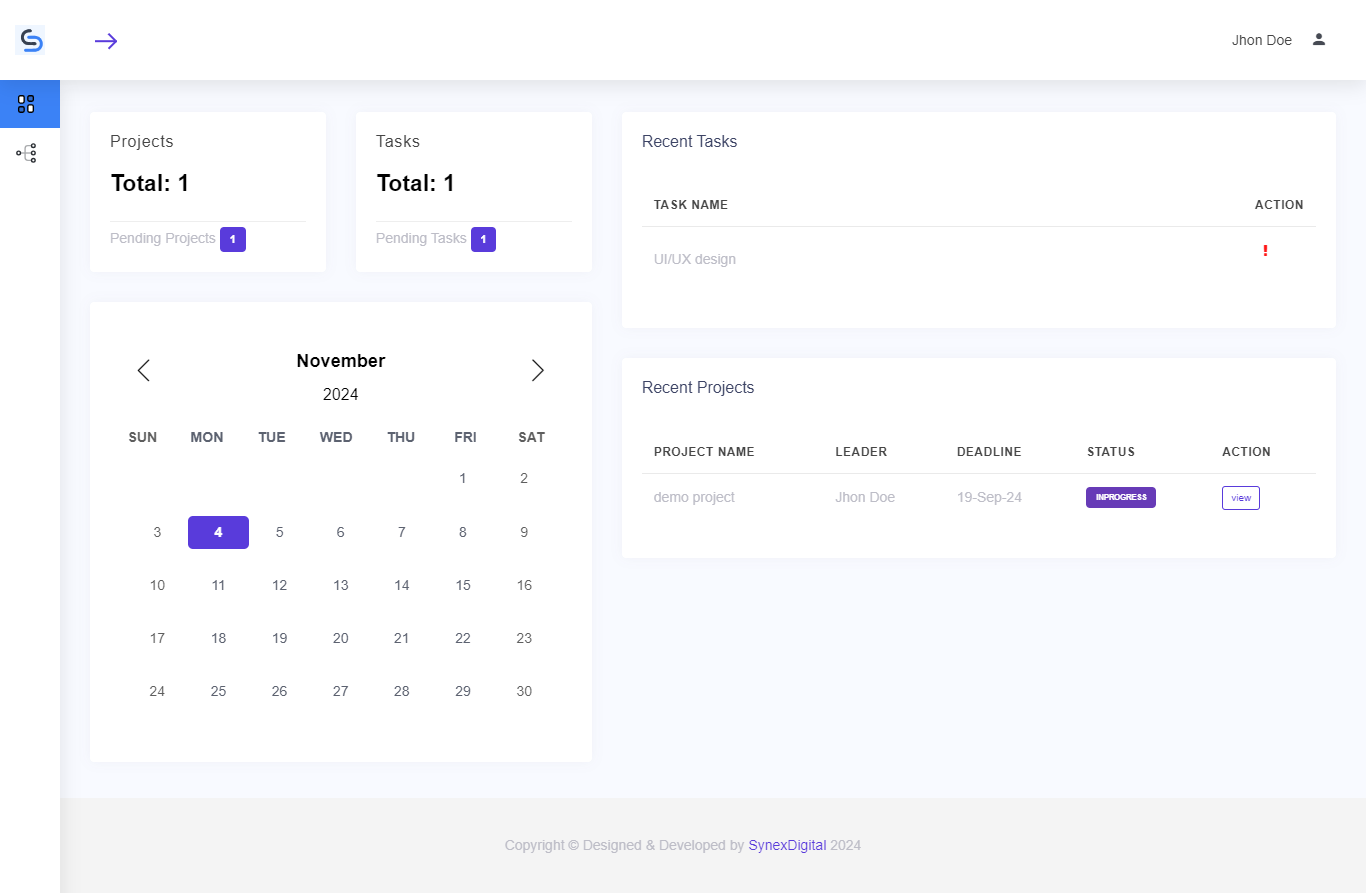 Jhon Doe
Projects
Total: 1
Pending Projects 1
Tasks
Total: 1
Pending Tasks 1
Recent Tasks
TASK NAME ACTION
UI/UX design !
November
2024
SUN MON TUE WED THU FRI SAT
1 2
3 4 5 6 7 8 9
10 11 12 13 14 15 16
17 18 19 20 21 22 23
24 25 26 27 28 29 30
Recent Projects
PROJECT NAME LEADER DEADLINE STATUS ACTION
demo project Jhon Doe 19-Sep-24 INPROGRESS view
Copyright © Designed & Developed by SynexDigital 2024